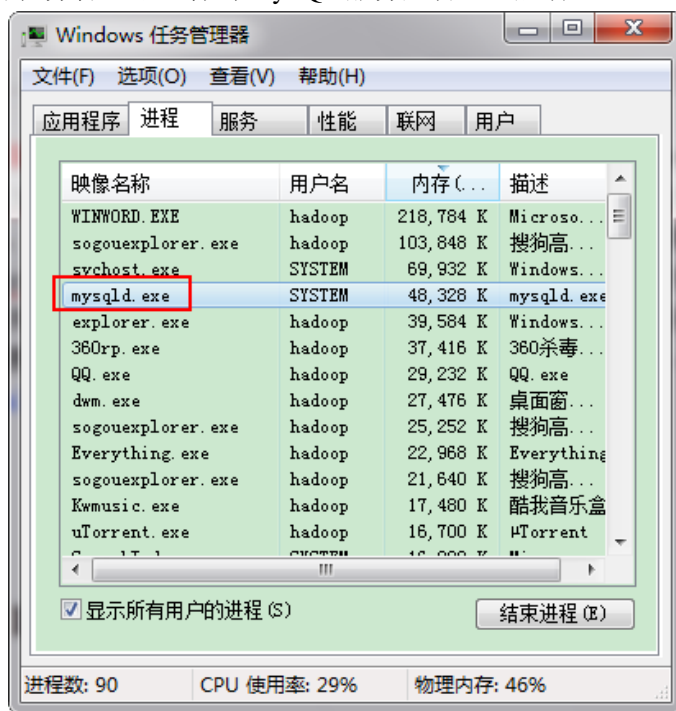 Windows 任务管理器
文件(F) 选项(O) 查看(V) 帮助(H)
应用程序 进程 服务 性能 联网 用户
映像名称 用户名 内存(... 描述
WINWORD.EXE hadoop 218,784 K Microso...
sogouexplorer.exe hadoop 103,848 K 搜狗高...
svchost.exe SYSTEM 69,932 K Windows...
mysqld.exe SYSTEM 48,328 K mysqld.exe
explorer.exe hadoop 39,584 K Windows...
360rp.exe hadoop 37,416 K 360杀毒...
QQ.exe hadoop 29,232 K QQ.exe
dwm.exe hadoop 27,476 K 桌面窗...
sogouexplorer.exe hadoop 25,252 K 搜狗高...
Everything.exe hadoop 22,968 K Everything
sogouexplorer.exe hadoop 21,640 K 搜狗高...
Kwmusic.exe hadoop 17,480 K 酷我音乐盒
uTorrent.exe hadoop 16,700 K µTorrent
显示所有用户的进程(S) 结束进程(E)
进程数: 90 CPU 使用率: 29% 物理内存: 46%